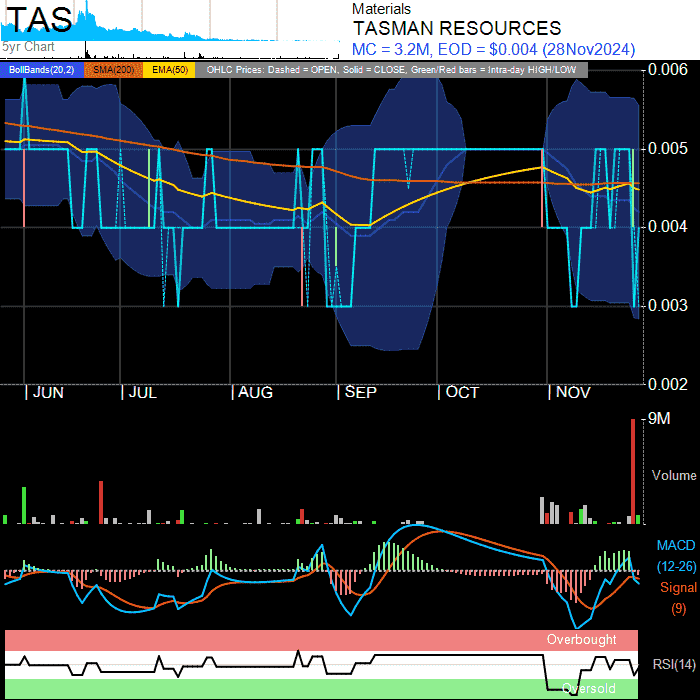 TAS
5yr Chart
Materials
TASMAN RESOURCES
MC = 3.2M, EOD = $0.004 (28Nov2024)
BollBands(20,2) SMA(200) EMA(50) OHLC Prices: Dashed = OPEN, Solid = CLOSE, Green/Red bars = Intra-day HIGH/LOW
0.006
0.005
0.004
0.003
0.002
JUN JUL AUG SEP OCT NOV
9M
Volume
MACD
(12-26)
Signal
(9)
Overbought
RSI(14)
Oversold